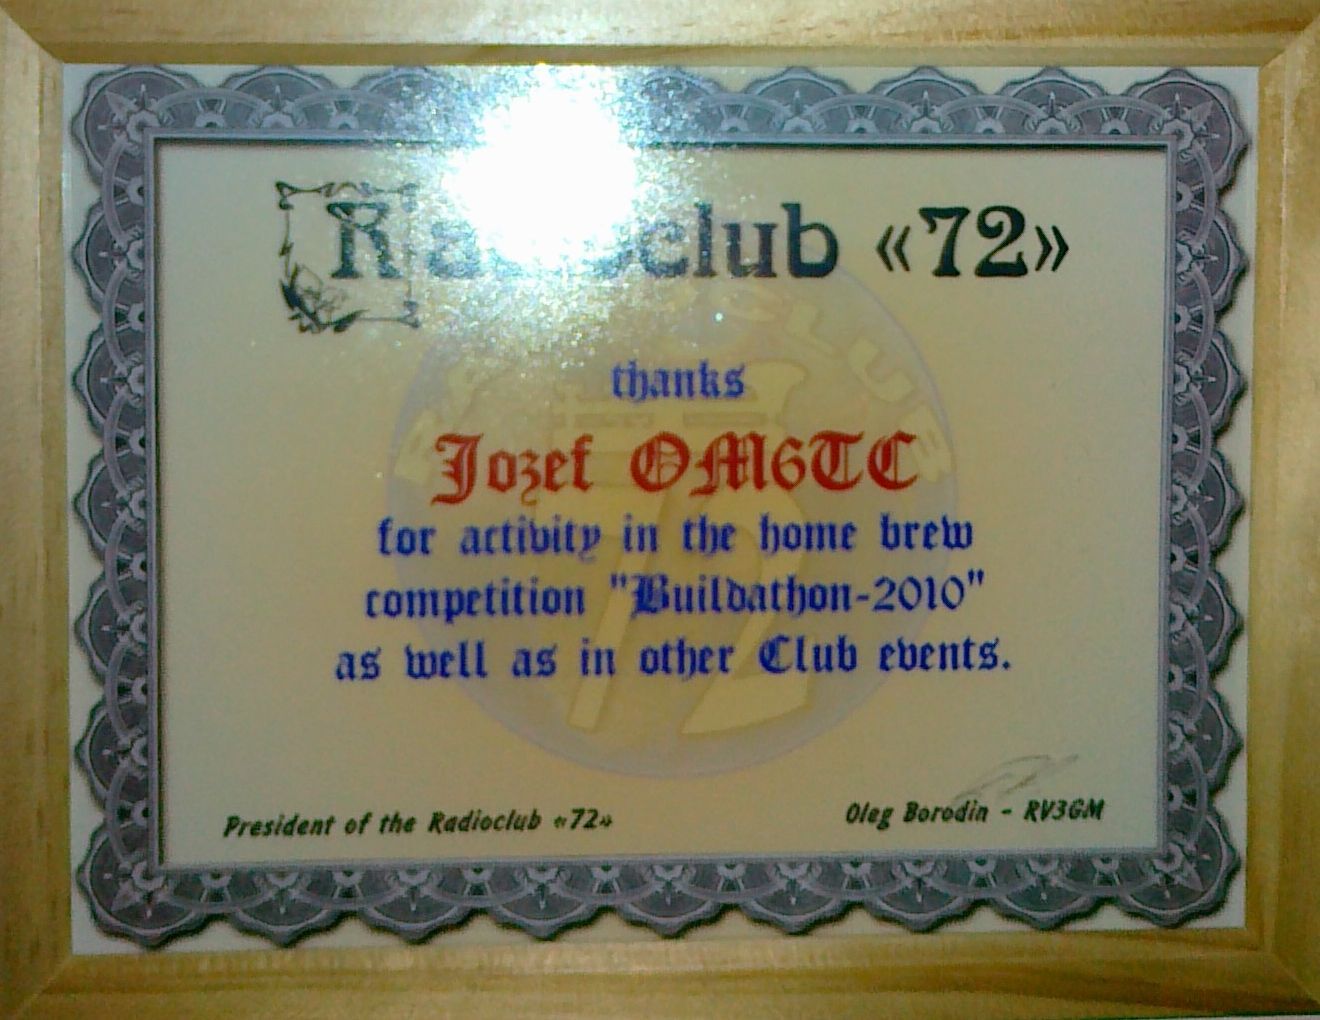 Radioclub «72»
thanks
Jozef OM6TC
for activity in the home brew
competition "Buildathon-2010"
as well as in other Club events.
President of the Radioclub «72»
Oleg Borodin - RV3GM